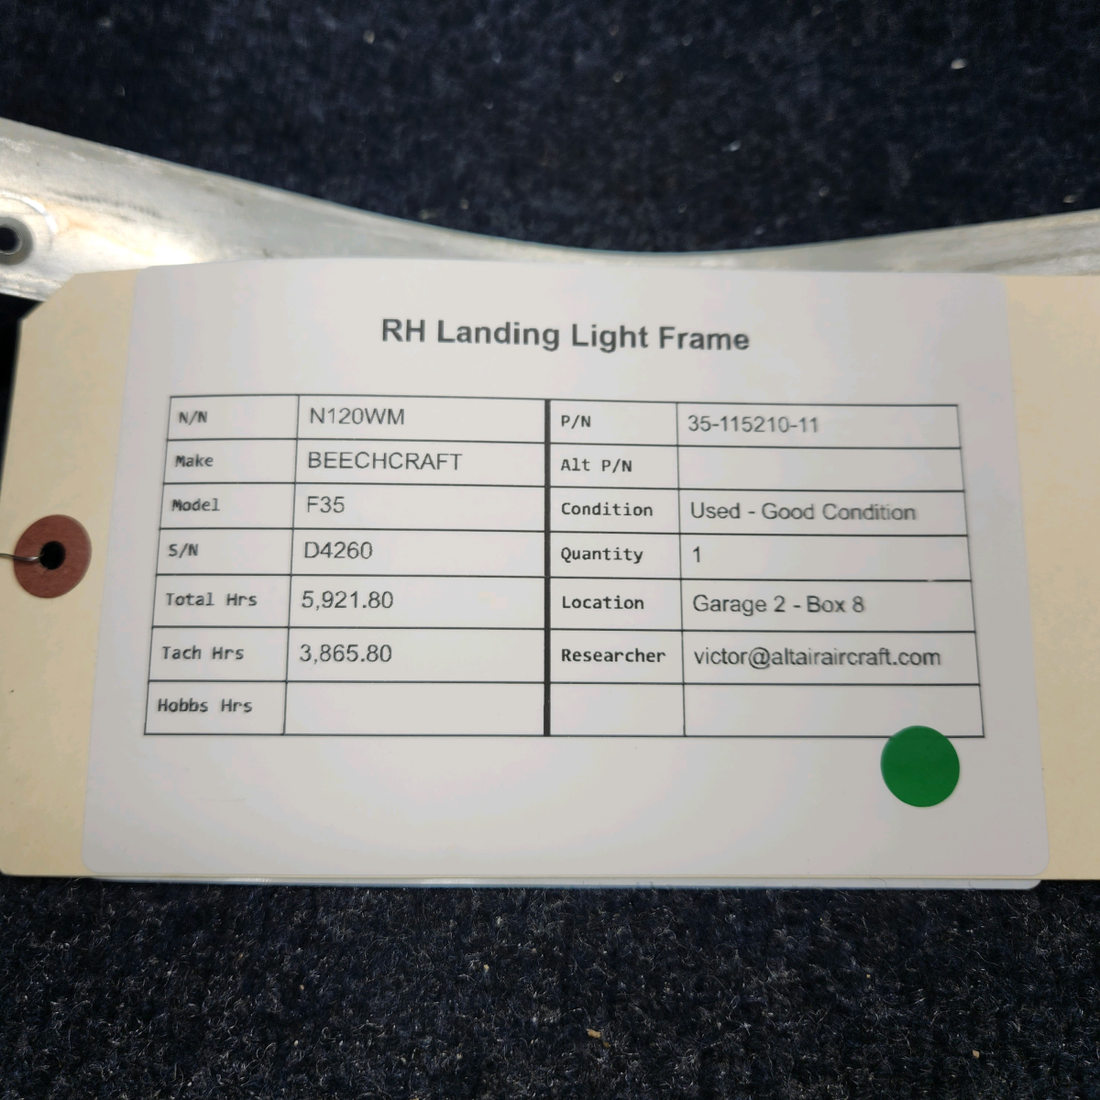 RH Landing Light Frame
N/N N120WM P/N 35-115210-11
Make BEECHCRAFT Alt P/N
Model F35 Condition Used - Good Condition
S/N D4260 Quantity 1
Total Hrs 5,921.80 Location Garage 2 - Box 8
Tach Hrs 3,865.80 Researcher victor@altairaircraft.com
Hobbs Hrs